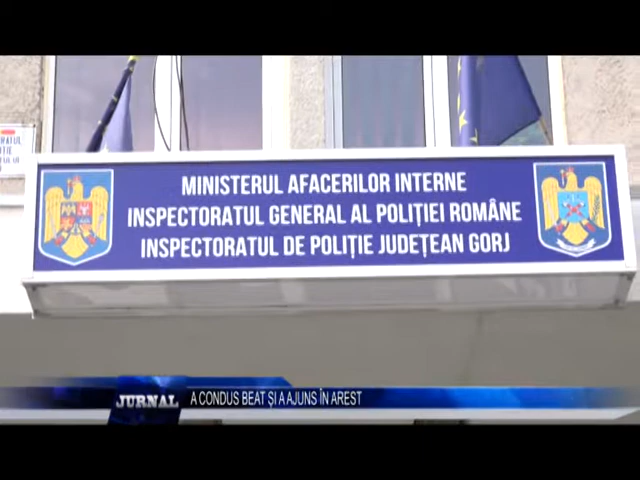 MINISTERUL AFACERILOR INTERNE
INSPECTORATUL GENERAL AL POLIȚIEI ROMÂNE
INSPECTORATUL DE POLIȚIE JUDEȚEAN GORJ
JURNAL
A CONDUS BEAT ȘI A AJUNS ÎN AREST